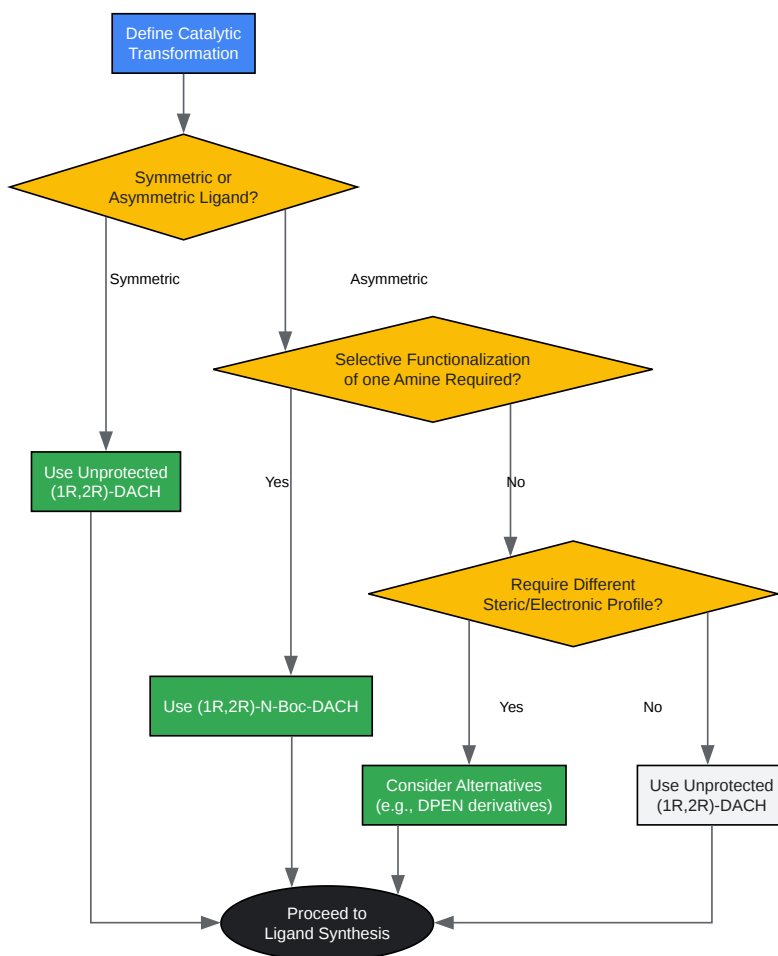 Define Catalytic
Transformation
Symmetric or
Asymmetric Ligand?
Symmetric
Asymmetric
Selective Functionalization
of one Amine Required?
Use Unprotected
(1R,2R)-DACH
Yes
No
Require Different
Steric/Electronic Profile?
Use (1R,2R)-N-Boc-DACH
Yes
No
Consider Alternatives
(e.g., DPEN derivatives)
Use Unprotected
(1R,2R)-DACH
Proceed to
Ligand Synthesis